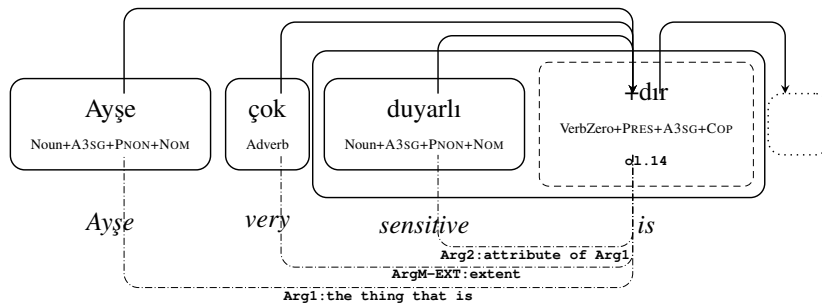 Ayşe çok duyarlı +dır
Noun+A3SG+PNON+NOM Adverb Noun+A3SG+PNON+NOM VerbZero+PRES+A3SG+COP
ol.14
Ayşe very sensitive is
Arg2:attribute of Arg1
ArgM-EXT:extent
Arg1:the thing that is